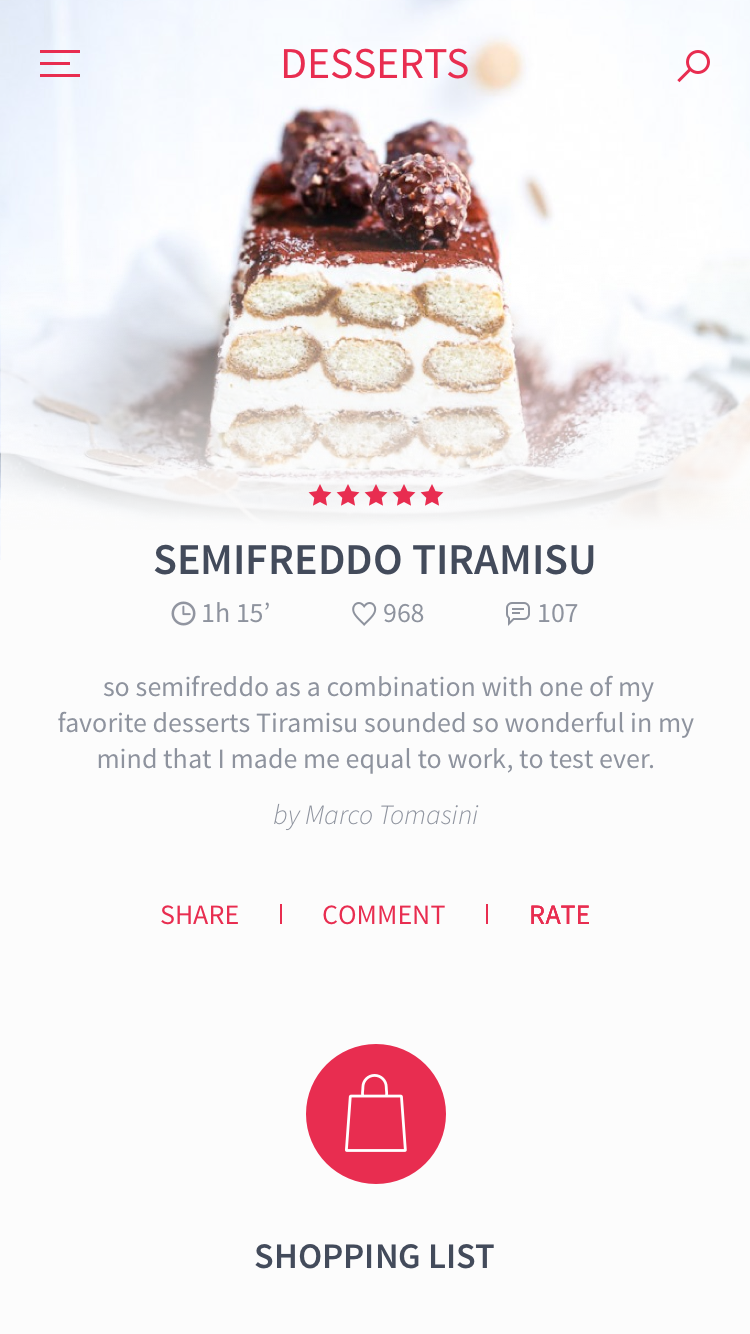 DESSERTS
SEMIFREDDO TIRAMISU
1h 15’ 968 107
so semifreddo as a combination with one of my
favorite desserts Tiramisu sounded so wonderful in my
mind that I made me equal to work, to test ever.
by Marco Tomasini
SHARE | COMMENT | RATE
SHOPPING LIST